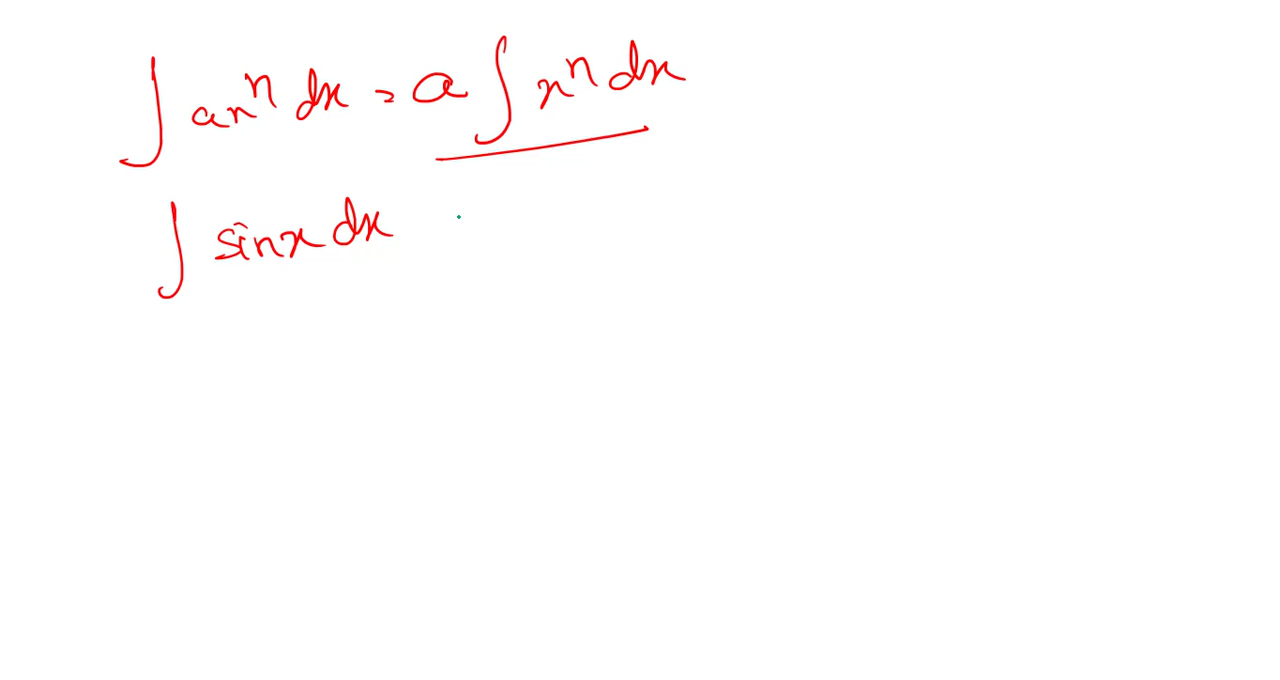 ∫ axⁿ dx = a ∫ xⁿ dx
∫ sinx dx